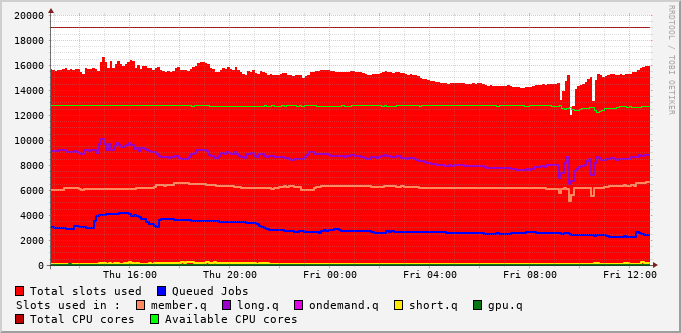 20000
18000
16000
14000
12000
10000
8000
6000
4000
2000
0
Thu 16:00 Thu 20:00 Fri 00:00 Fri 04:00 Fri 08:00 Fri 12:00
RRDTOOL / TOBI OETIKER
Total slots used Queued Jobs
Slots used in : member.q long.q ondemand.q short.q gpu.q
Total CPU cores Available CPU cores